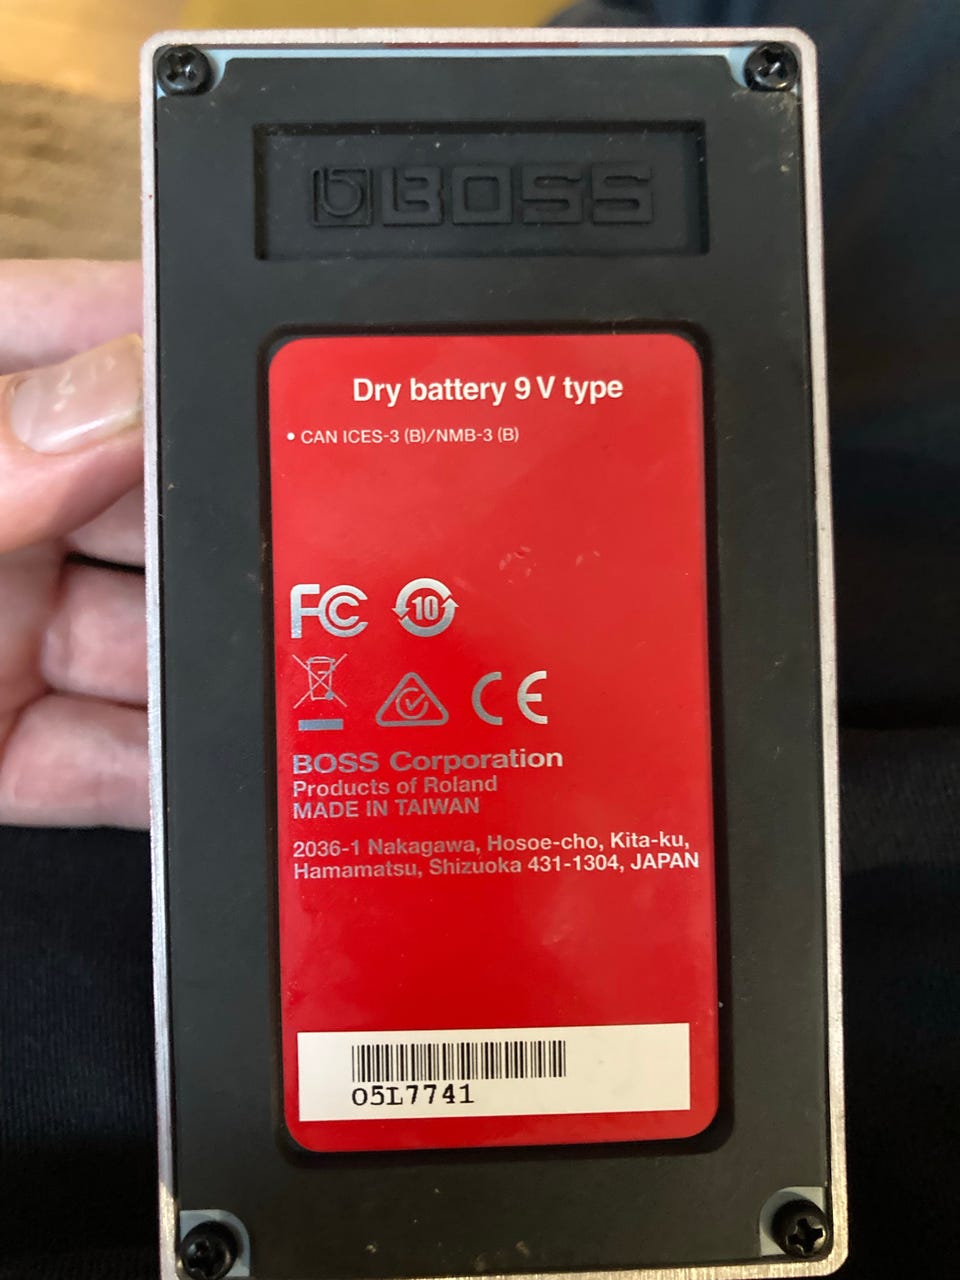 BOSS
Dry battery 9 V type
• CAN ICES-3 (B)/NMB-3 (B)
FC
10
CE
BOSS Corporation
Products of Roland
MADE IN TAIWAN
2036-1 Nakagawa, Hosoe-cho, Kita-ku,
Hamamatsu, Shizuoka 431-1304, JAPAN
O5L7741